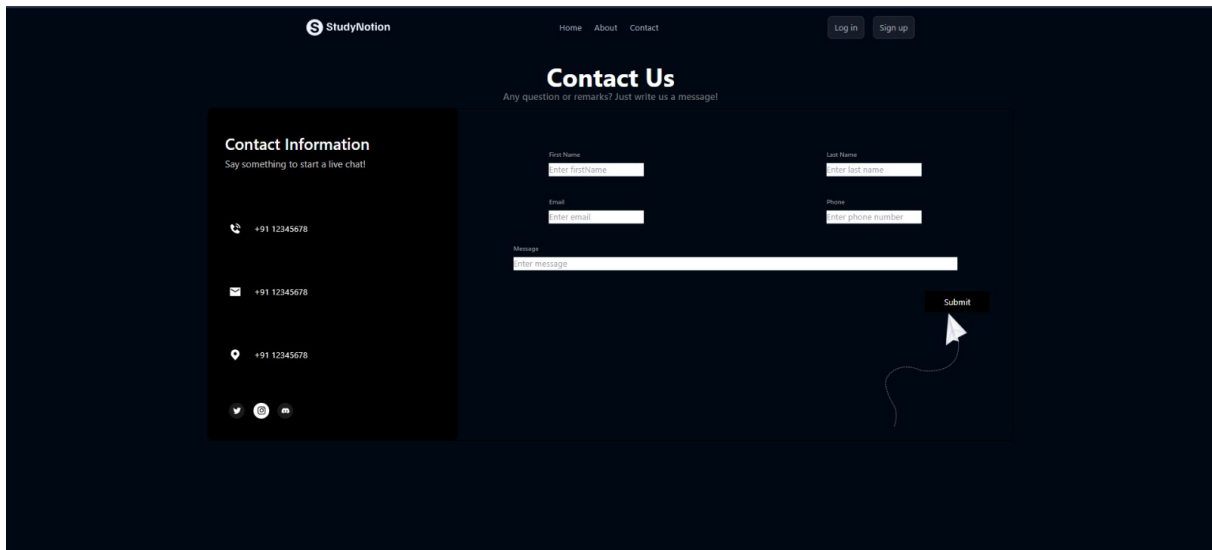 StudyNotion
Home About Contact
Log in Sign up
Contact Us
Any question or remarks? Just write us a message!
Contact Information
Say something to start a live chat!
+91 12345678
+91 12345678
+91 12345678
First Name Last Name
Enter firstName Enter last name
Email Phone
Enter email Enter phone number
Message
Enter message
Submit